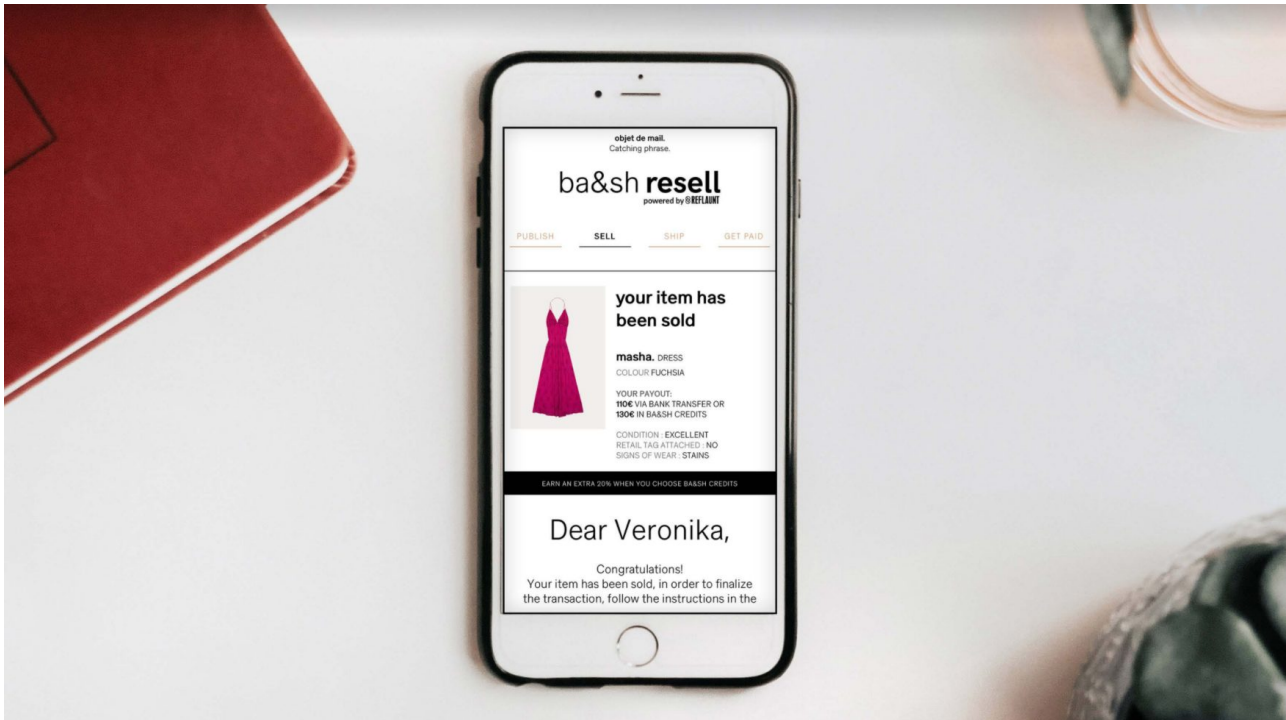 objet de mail.
Catching phrase.
ba&sh resell
powered by REFLAUNT
PUBLISH SELL SHIP GET PAID
your item has
been sold
masha. DRESS
COLOUR FUCHSIA
YOUR PAYOUT:
110€ VIA BANK TRANSFER OR
130€ IN BA&SH CREDITS
CONDITION : EXCELLENT
RETAIL TAG ATTACHED : NO
SIGNS OF WEAR : STAINS
EARN AN EXTRA 20% WHEN YOU CHOOSE BA&SH CREDITS
Dear Veronika,
Congratulations!
Your item has been sold, in order to finalize
the transaction, follow the instructions in the